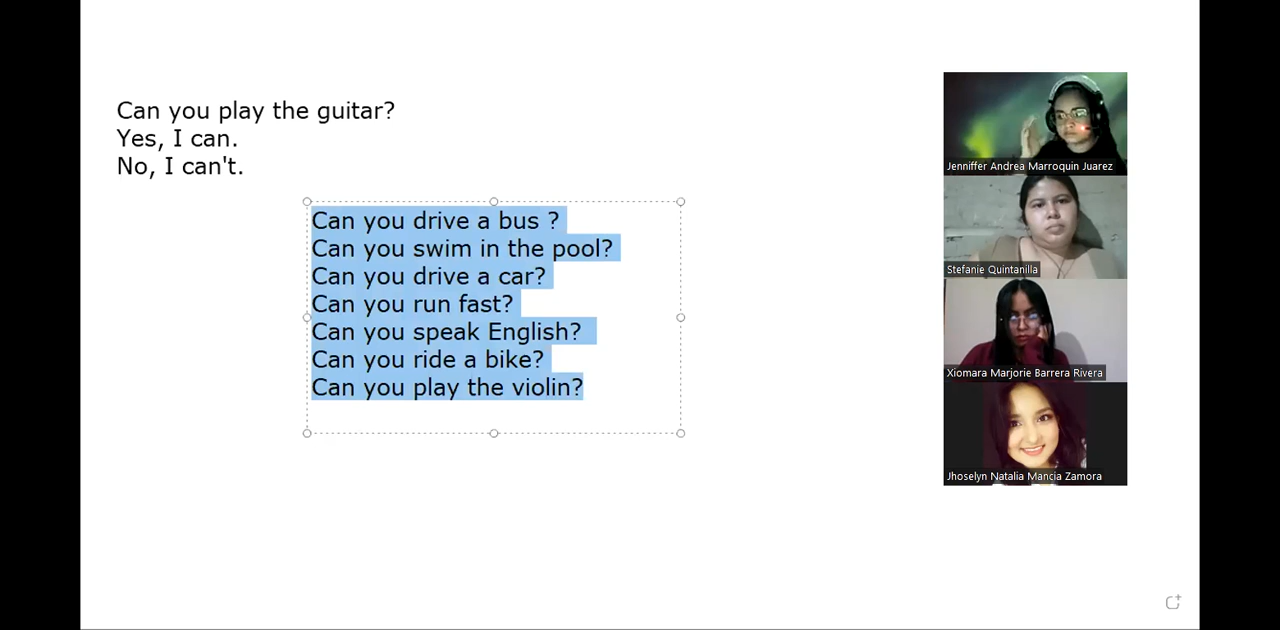 Can you play the guitar?
Yes, I can.
No, I can't.
Can you drive a bus ?
Can you swim in the pool?
Can you drive a car?
Can you run fast?
Can you speak English?
Can you ride a bike?
Can you play the violin?
Jenniffer Andrea Marroquin Juarez
Stefanie Quintanilla
Xiomara Marjorie Barrera Rivera
Jhoselyn Natalia Mancia Zamora